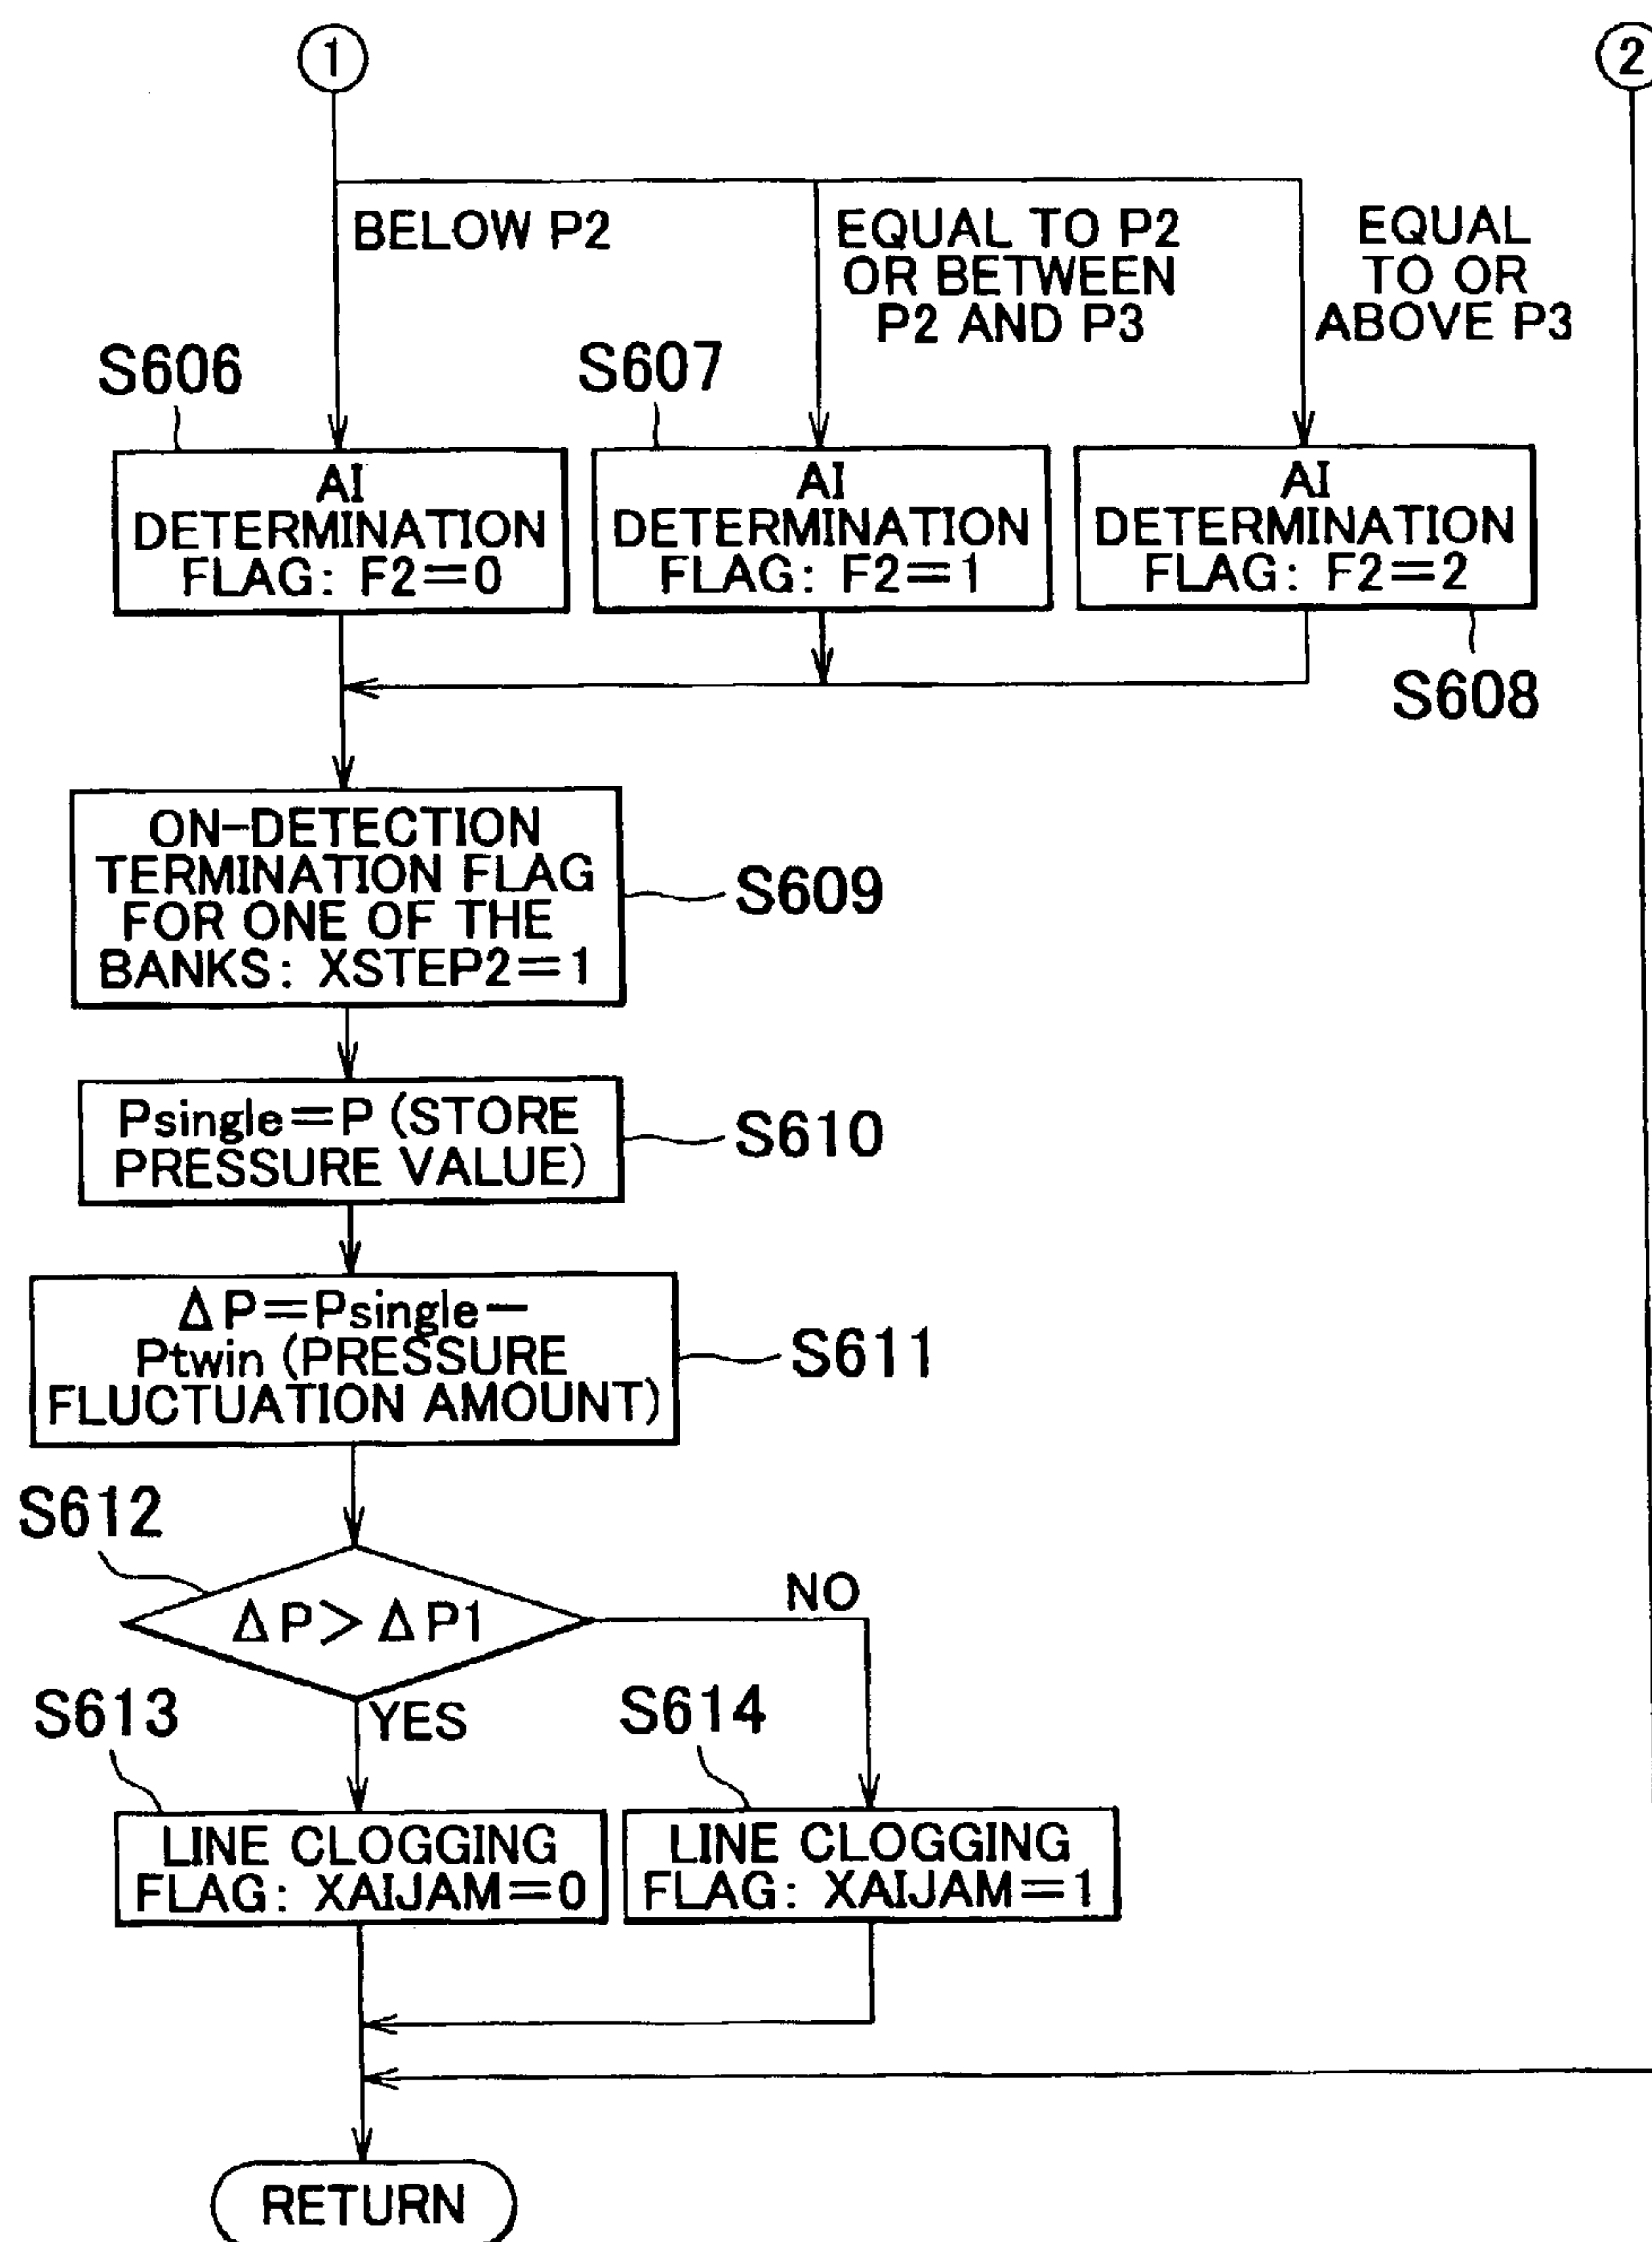 1
2
BELOW P2
EQUAL TO P2
OR BETWEEN
P2 AND P3
EQUAL
TO OR
ABOVE P3
S606
S607
AI
DETERMINATION
FLAG: F2=0
AI
DETERMINATION
FLAG: F2=1
AI
DETERMINATION
FLAG: F2=2
S608
ON-DETECTION
TERMINATION FLAG
FOR ONE OF THE
BANKS: XSTEP2=1
S609
Psingle=P (STORE
PRESSURE VALUE)
S610
ΔP=Psingle-
Ptwin (PRESSURE
FLUCTUATION AMOUNT)
S611
S612
ΔP> ΔP1
NO
YES
S613
S614
LINE CLOGGING
FLAG: XAIJAM=0
LINE CLOGGING
FLAG: XAIJAM=1
RETURN